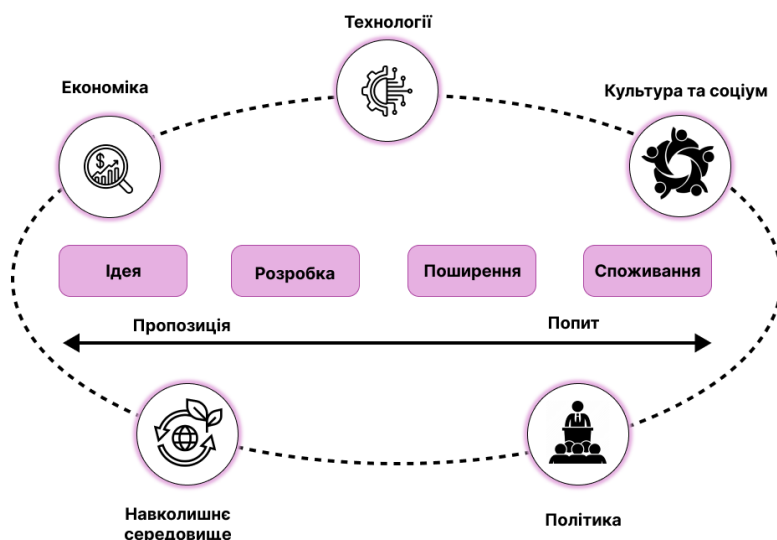 Технології
Економіка
Культура та соціум
Ідея
Розробка
Поширення
Споживання
Пропозиція
Попит
Навколишнє
середовище
Політика